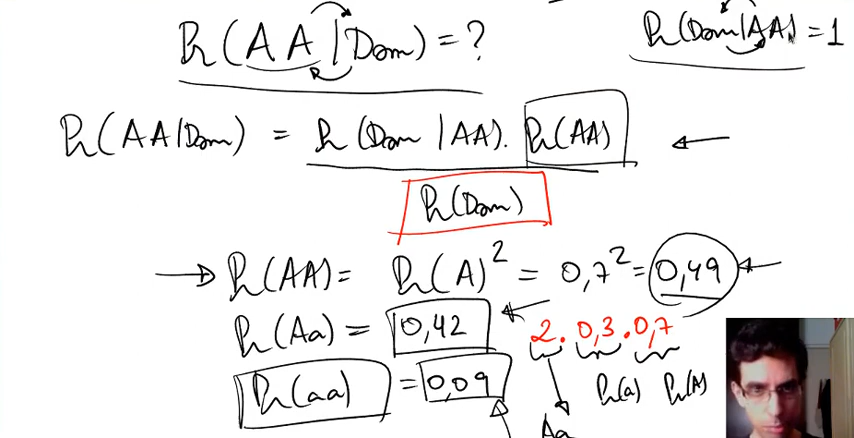 Pr(AA|Dom) = ?
Pr(Dom|AA) = 1
Pr(AA|Dom) = Pr(Dom|AA). Pr(AA)
Pr(Dom)
Pr(AA) = Pr(A)² = 0,7² = 0,49
Pr(Aa) = 0,42 2. 0,3. 0,7
Pr(a) Pr(A)
Pr(aa) = 0,09
Aa